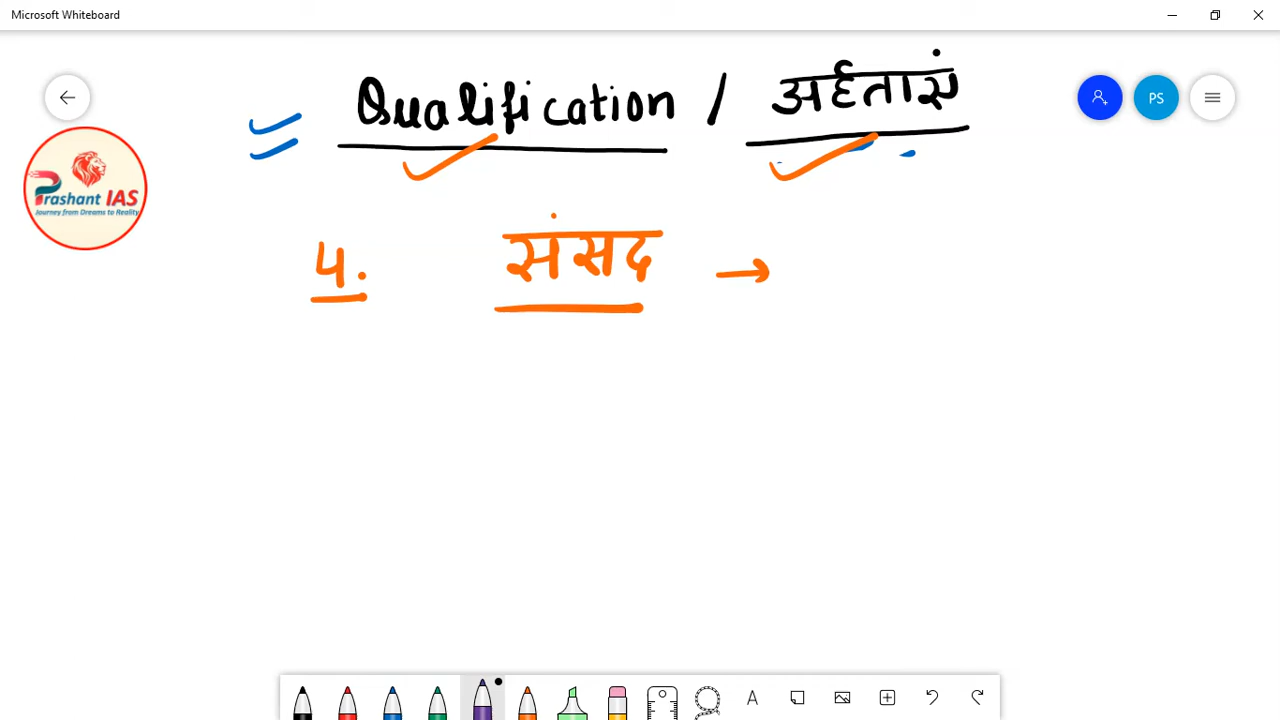 Microsoft Whiteboard
Qualification / अर्हतासं
PS
Prashant IAS
Journey from Dreams to Reality
4. संसद →
A